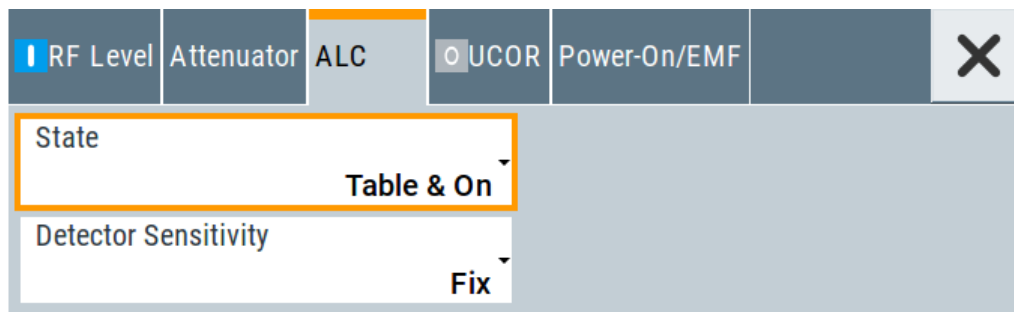 RF Level Attenuator ALC UCOR Power-On/EMF
State
Table & On
Detector Sensitivity
Fix